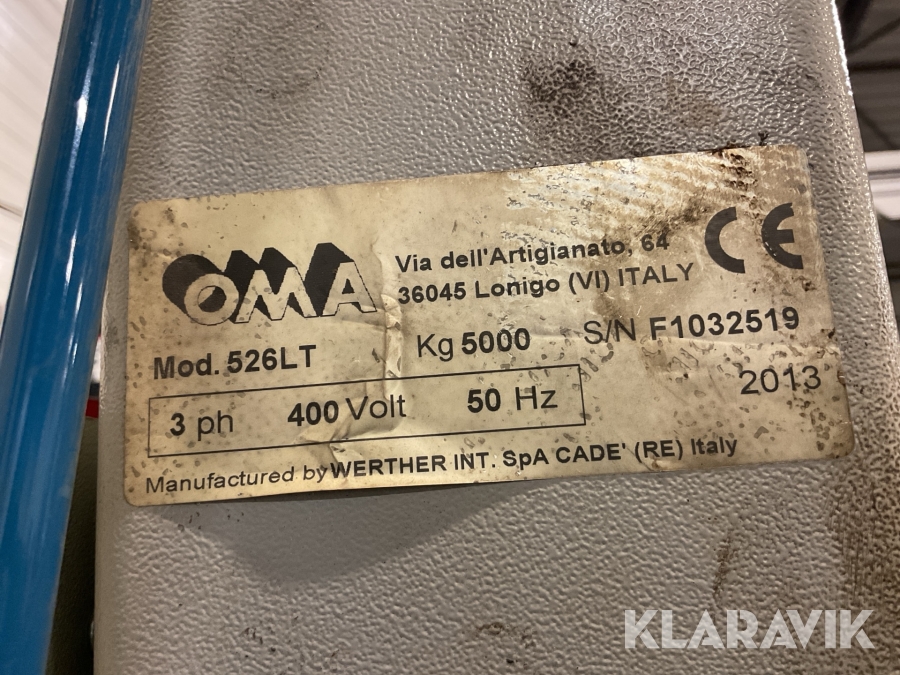 OMA
Via dell'Artigianato, 64
36045 Lonigo (VI) ITALY
CE
Mod. 526LT
Kg 5000
S/N F1032519
3 ph 400 Volt 50 Hz
2013
Manufactured by WERTHER INT. SpA CADE' (RE) Italy
KLARAVIK